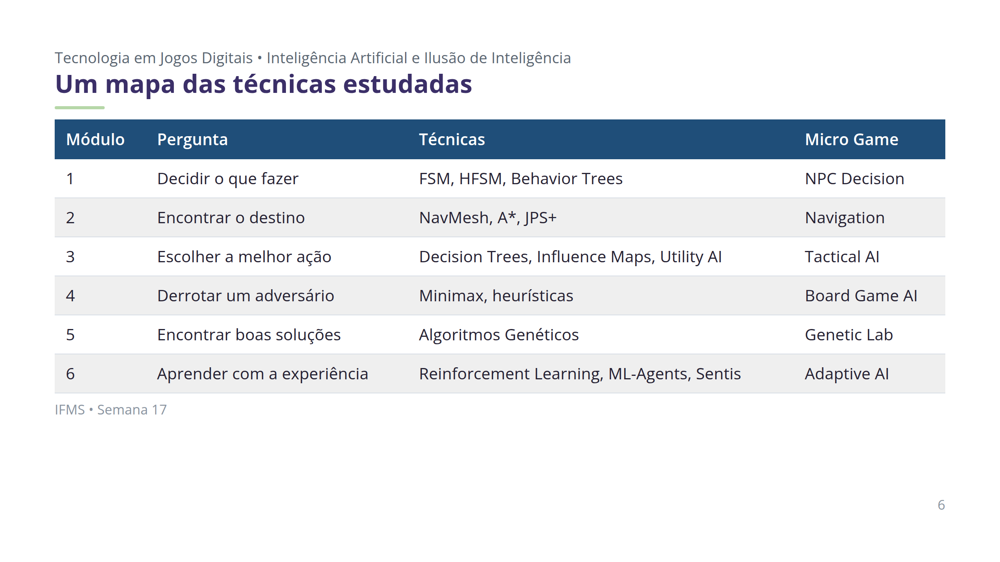 Tecnologia em Jogos Digitais • Inteligência Artificial e Ilusão de Inteligência
Um mapa das técnicas estudadas
Módulo Pergunta Técnicas Micro Game
1 Decidir o que fazer FSM, HFSM, Behavior Trees NPC Decision
2 Encontrar o destino NavMesh, A*, JPS+ Navigation
3 Escolher a melhor ação Decision Trees, Influence Maps, Utility AI Tactical AI
4 Derrotar um adversário Minimax, heurísticas Board Game AI
5 Encontrar boas soluções Algoritmos Genéticos Genetic Lab
6 Aprender com a experiência Reinforcement Learning, ML-Agents, Sentis Adaptive AI
IFMS • Semana 17
6